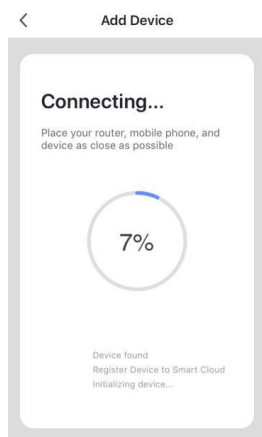 Add Device
Connecting...
Place your router, mobile phone, and
device as close as possible
7%
Device found
Register Device to Smart Cloud
Initializing device...